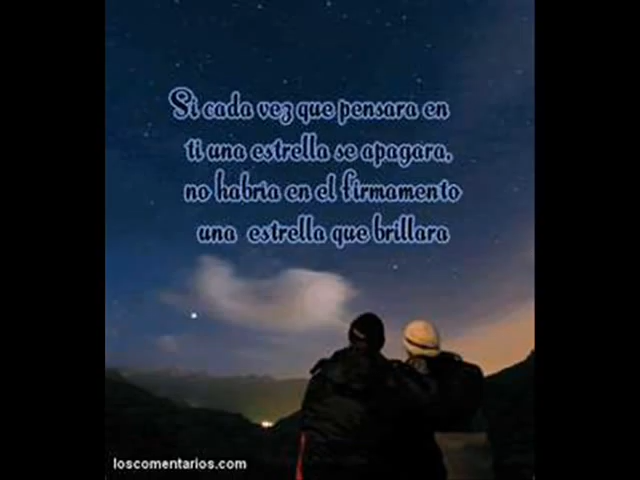 Si cada vez que pensara en
ti una estrella se apagara,
no habria en el firmamento
una estrella que brillara
loscomentarios.com